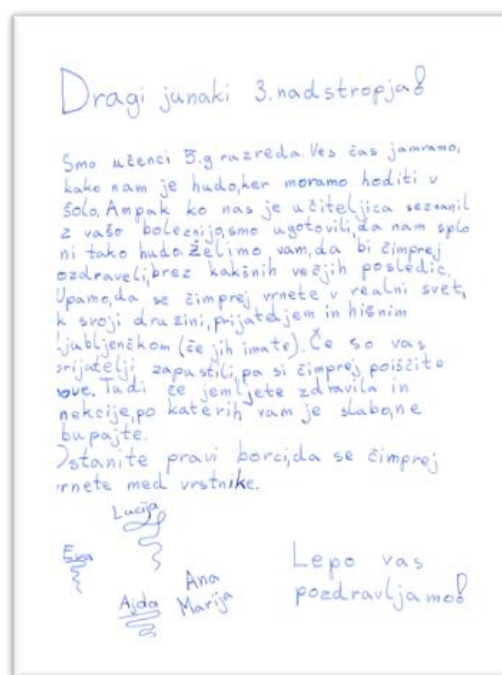 Dragi junaki 3. nadstropja!
Smo učenci 5.g razreda. Ves čas jamramo,
kako nam je hudo, ker moramo hoditi v
šolo. Ampak ko nas je učiteljica seznanil
z vašo boleznijo, smo ugotovili, da nam splo
ni tako hudo. Želimo vam, da bi čimprej
ozdraveli, brez kakšnih večjih posledic.
Upamo, da se čimprej vrnete v realni svet,
k svoji družini, prijateljem in hišnim
ljubljenčkom (če jih imate). Če so vas
prijatelji zapustili, pa si čimprej poiščite
nove. Tudi če jemljete zdravila in
nekcije, po katerih vam je slabo, ne
bupajte.
Ostanite pravi borci, da se čimprej
rnete med vrstnike.
Lucija
Eva
Ajda
Ana
Marija
Lepo vas
pozdravljamo!